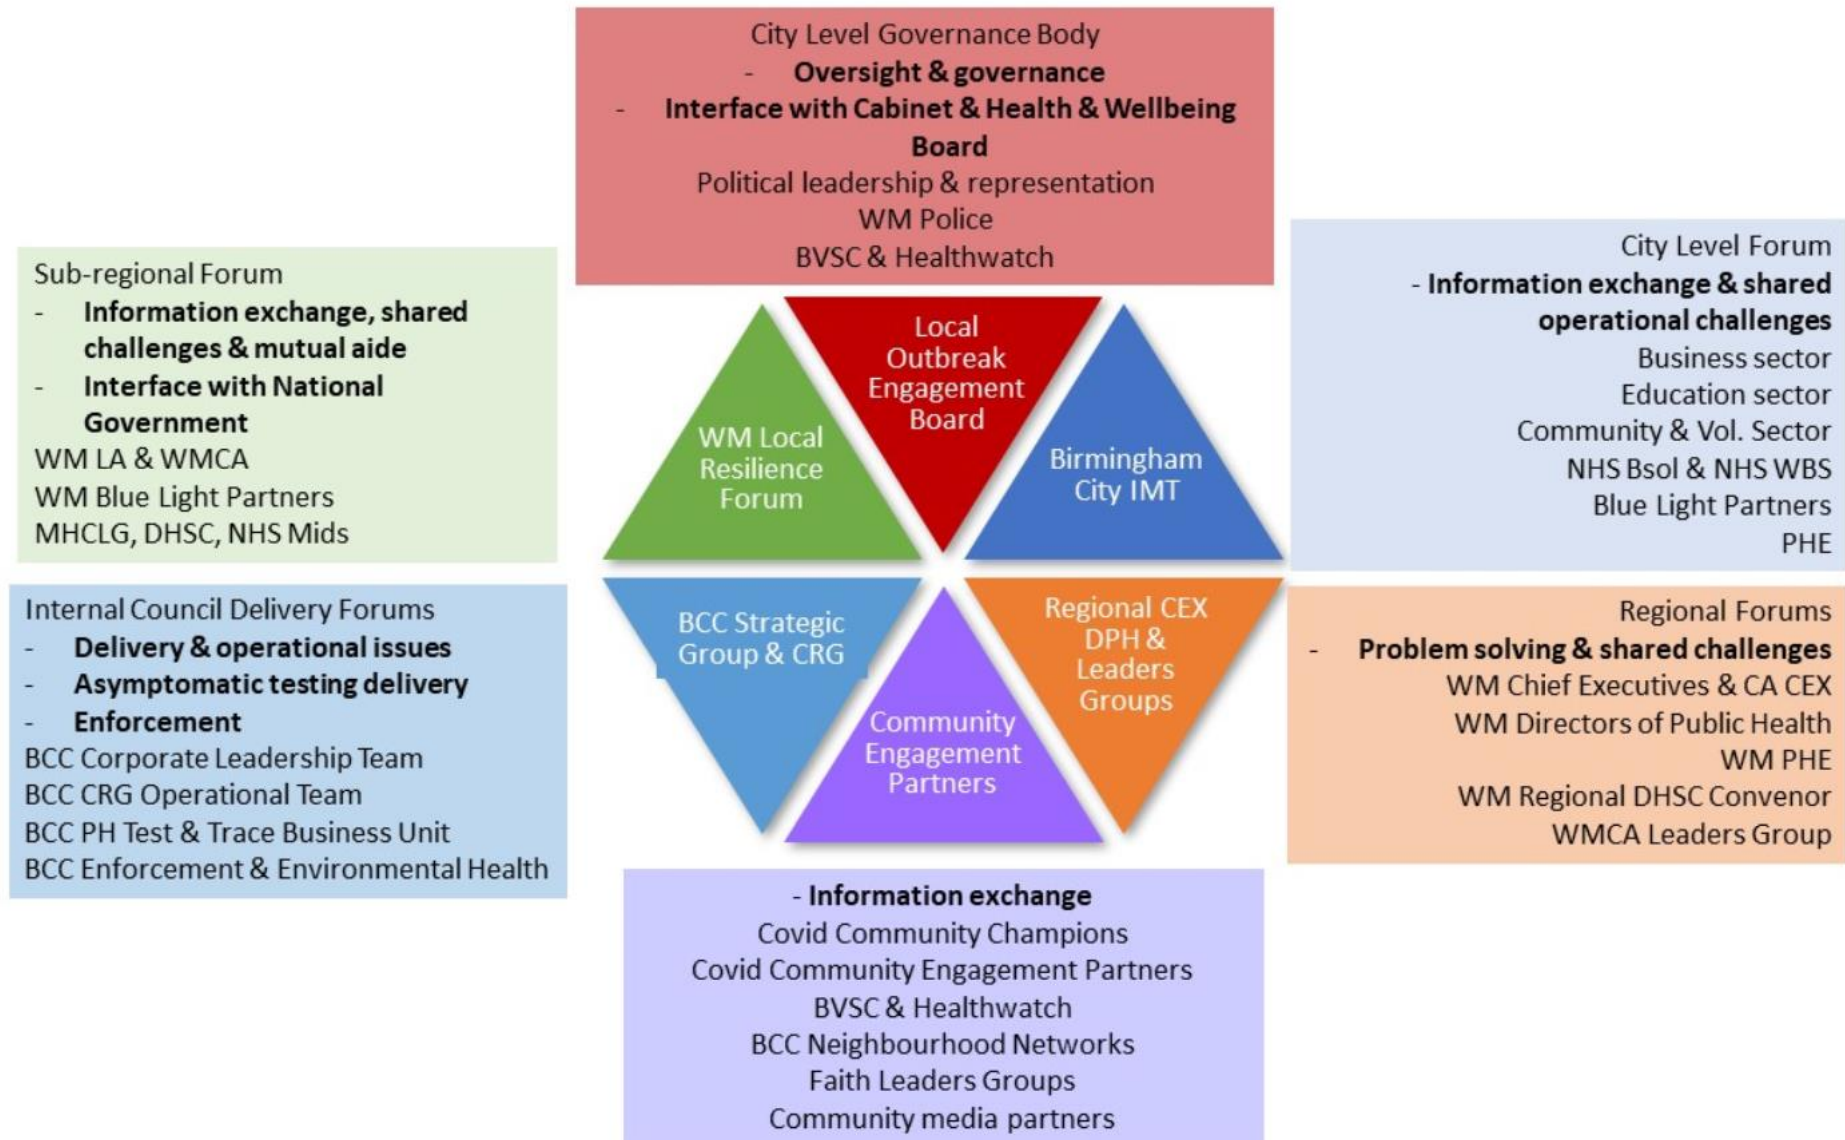 City Level Governance Body
- Oversight & governance
- Interface with Cabinet & Health & Wellbeing
Board
Political leadership & representation
WM Police
BVSC & Healthwatch
Sub-regional Forum
- Information exchange, shared
challenges & mutual aide
- Interface with National
Government
WM LA & WMCA
WM Blue Light Partners
MHCLG, DHSC, NHS Mids
City Level Forum
- Information exchange & shared
operational challenges
Business sector
Education sector
Community & Vol. Sector
NHS Bsol & NHS WBS
Blue Light Partners
PHE
WM Local
Resilience
Forum
Local
Outbreak
Engagement
Board
Birmingham
City IMT
BCC Strategic
Group & CRG
Community
Engagement
Partners
Regional CEX
DPH &
Leaders
Groups
Internal Council Delivery Forums
- Delivery & operational issues
- Asymptomatic testing delivery
- Enforcement
BCC Corporate Leadership Team
BCC CRG Operational Team
BCC PH Test & Trace Business Unit
BCC Enforcement & Environmental Health
Regional Forums
- Problem solving & shared challenges
WM Chief Executives & CA CEX
WM Directors of Public Health
WM PHE
WM Regional DHSC Convenor
WMCA Leaders Group
- Information exchange
Covid Community Champions
Covid Community Engagement Partners
BVSC & Healthwatch
BCC Neighbourhood Networks
Faith Leaders Groups
Community media partners